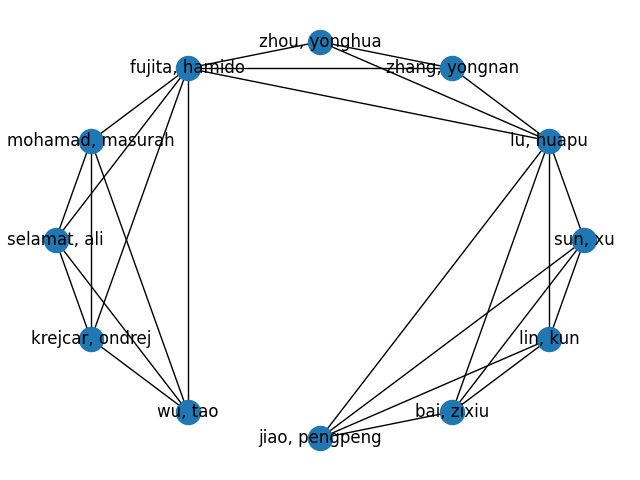 zhou, yonghua
fujita, hamido
zhang, yongnan
mohamad, masurah
lu, huapu
selamat, ali
sun, xu
krejcar, ondrej
lin, kun
wu, tao
bai, zixiu
jiao, pengpeng